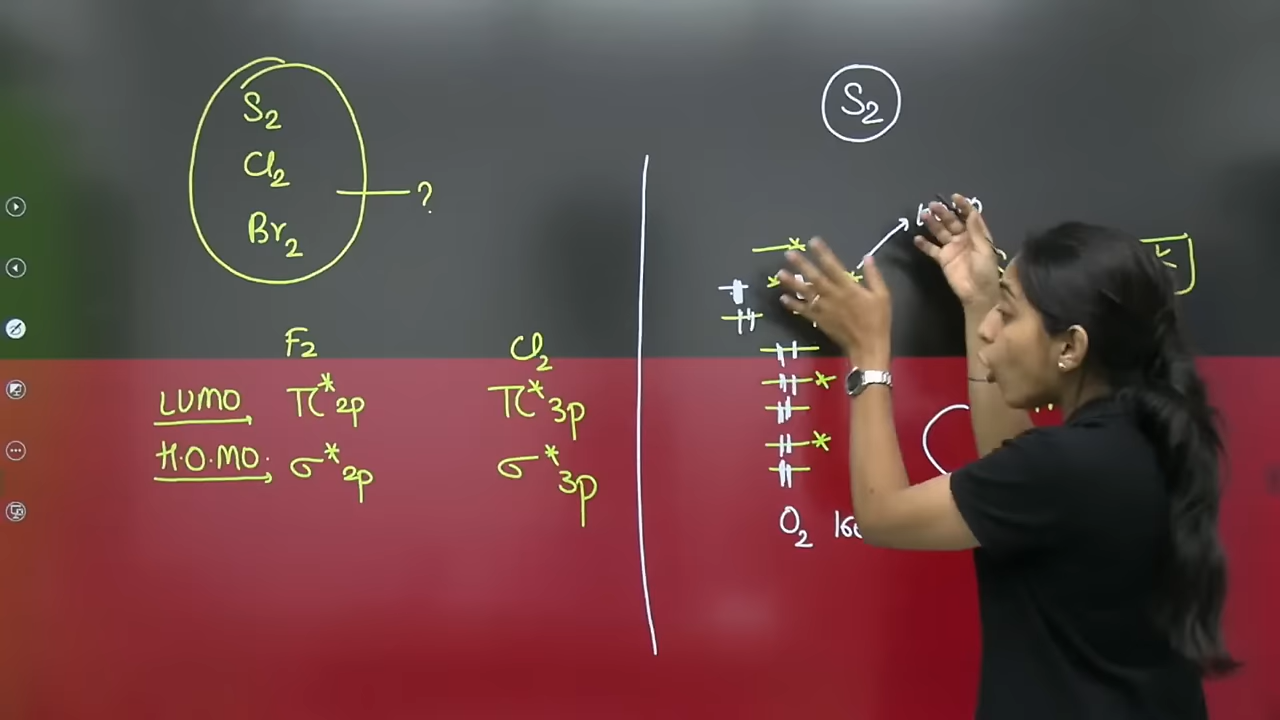 S₂
Cl₂
Br₂
?
F₂ Cl₂
LUMO π*2p π*3p
H.O.MO. σ*2p σ*3p
S₂
O₂